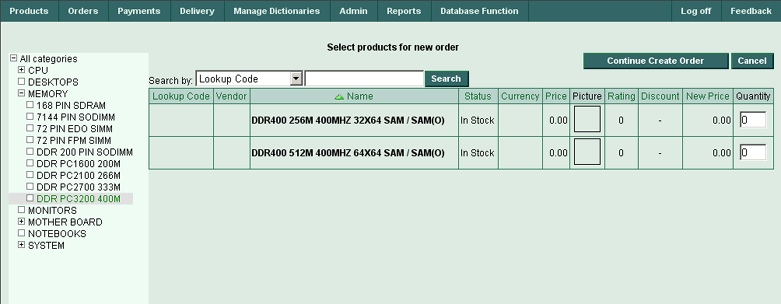 Products Orders Payments Delivery Manage Dictionaries Admin Reports Database Function Log off Feedback
Select products for new order
Continue Create Order Cancel
All categories
CPU
DESKTOPS
MEMORY
168 PIN SDRAM
7144 PIN SODIMM
72 PIN EDO SIMM
72 PIN FPM SIMM
DDR 200 PIN SODIMM
DDR PC1600 200M
DDR PC2100 266M
DDR PC2700 333M
DDR PC3200 400M
MONITORS
MOTHER BOARD
NOTEBOOKS
SYSTEM
Search by: Lookup Code Search
Lookup Code Vendor Name Status Currency Price Picture Rating Discount New Price Quantity
DDR400 256M 400MHZ 32X64 SAM / SAM(O) In Stock 0.00 0 - 0.00 0
DDR400 512M 400MHZ 64X64 SAM / SAM(O) In Stock 0.00 0 - 0.00 0